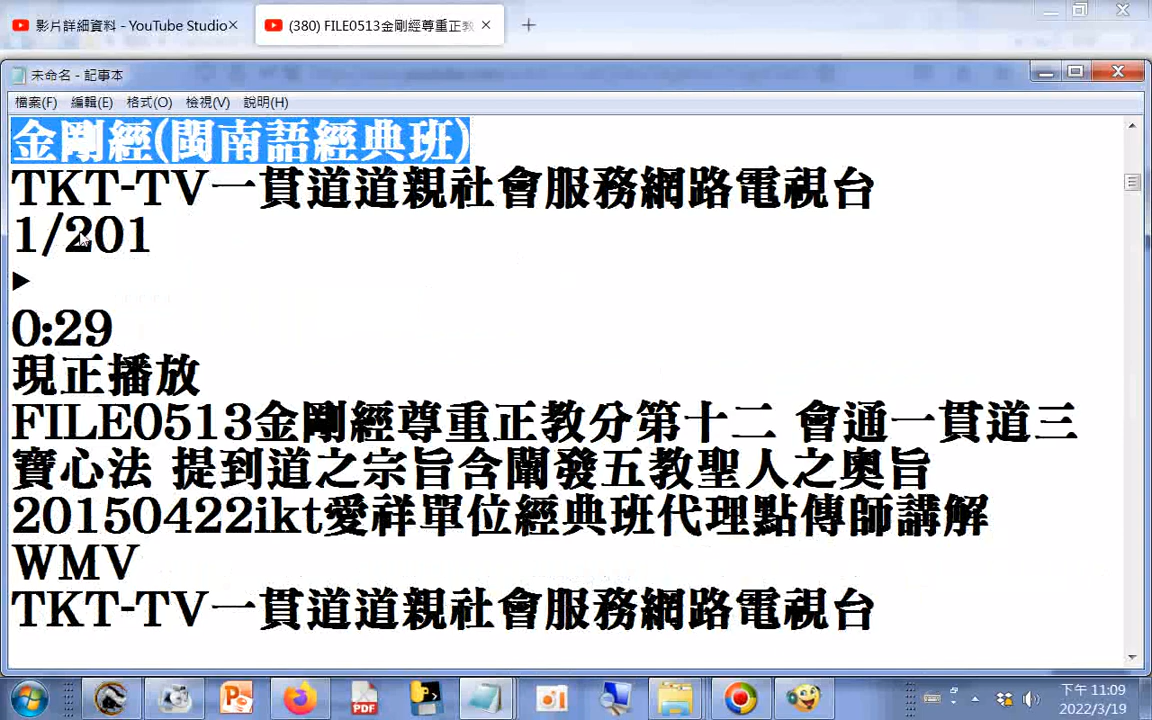 影片詳細資料 - YouTube Studio
(380) FILE0513金剛經尊重正教
未命名 - 記事本
檔案(F) 編輯(E) 格式(O) 檢視(V) 說明(H)
金剛經(閩南語經典班)
TKT-TV一貫道道親社會服務網路電視台
1/201
▶
0:29
現正播放
FILE0513金剛經尊重正教分第十二 會通一貫道三
寶心法 提到道之宗旨含闡發五教聖人之奧旨
20150422ikt愛祥單位經典班代理點傳師講解
WMV
TKT-TV一貫道道親社會服務網路電視台
PDF
下午 11:09
2022/3/19